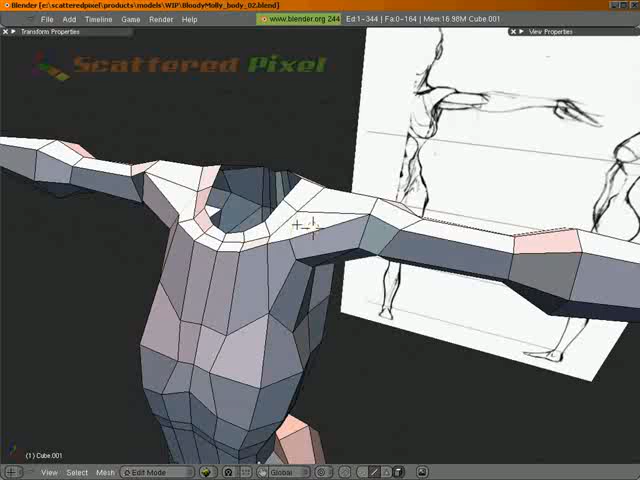 Blender [e:\scatteredpixel\products\models\WIP\BloodyMolly_body_02.blend]
File Add Timeline Game Render Help www.blender.org 244 Ed:1-344 | Fa:0-164 | Mem:16.98M Cube.001
Transform Properties View Properties
Scattered Pixel
(1) Cube.001
View Select Mesh Edit Mode Global